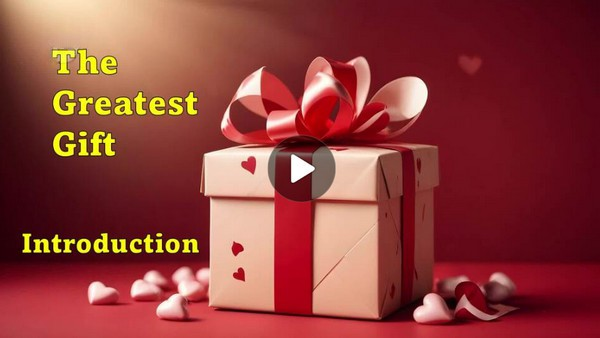 The
Greatest
Gift
Introduction